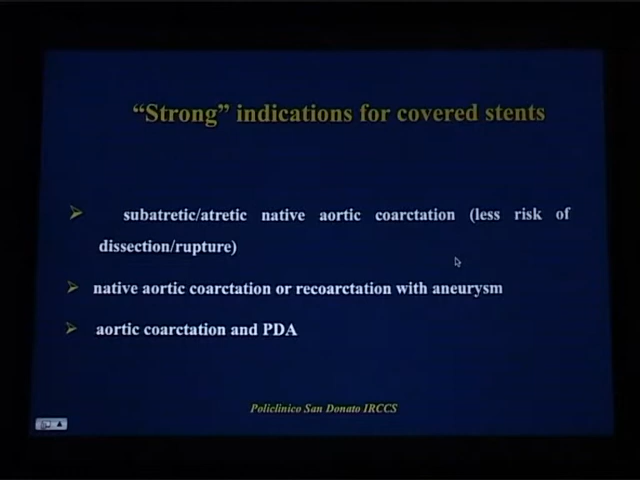 “Strong” indications for covered stents
subatretic/atretic native aortic coarctation (less risk of
dissection/rupture)
native aortic coarctation or recoarctation with aneurysm
aortic coarctation and PDA
Policlinico San Donato IRCCS